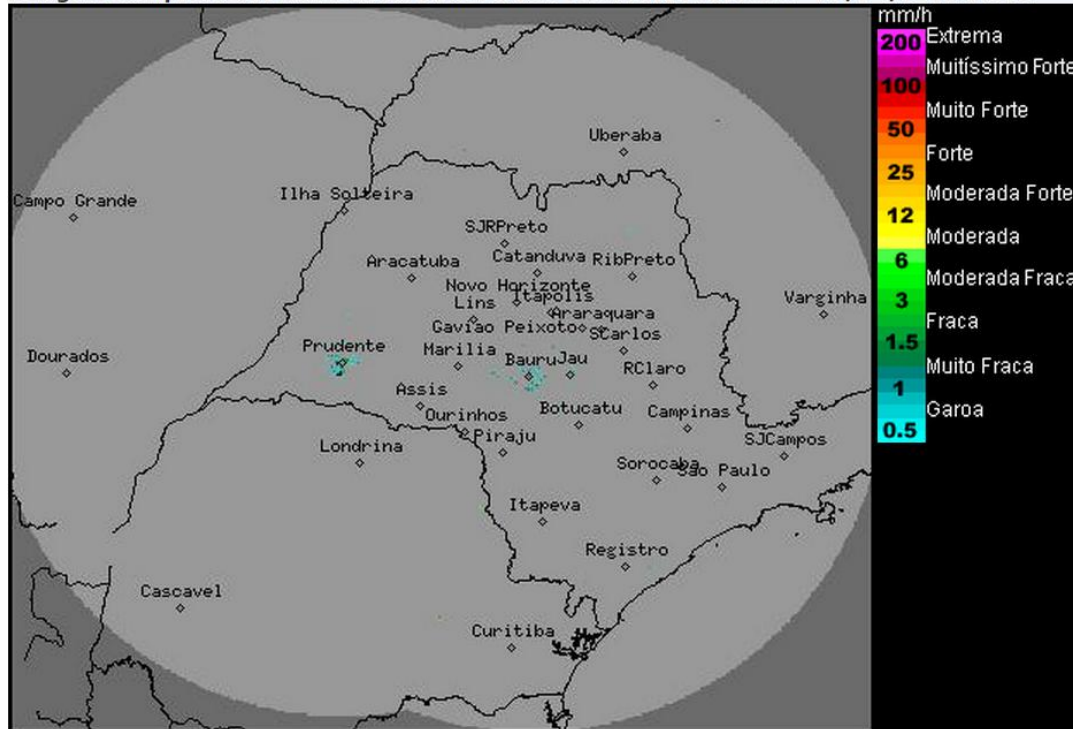 mm/h
200 Extrema
Muitíssimo Forte
100
Muito Forte
50
Forte
25
Moderada Forte
12
Moderada
6
Moderada Fraca
3
Fraca
1.5
Muito Fraca
1
Garoa
0.5
Uberaba
Campo Grande
Ilha Solteira
SJRPreto
Aracatuba
Catanduva
RibPreto
Novo Horizonte
Lins
Itapolis
Varginha
Araraquara
Gaviao Peixoto
SCarlos
Dourados
Prudente
Marilia
Bauru
Jau
RClaro
Assis
Ourinhos
Botucatu
Campinas
Londrina
Piraju
SJCampos
Sorocaba
Sao Paulo
Itapeva
Registro
Cascavel
Curitiba